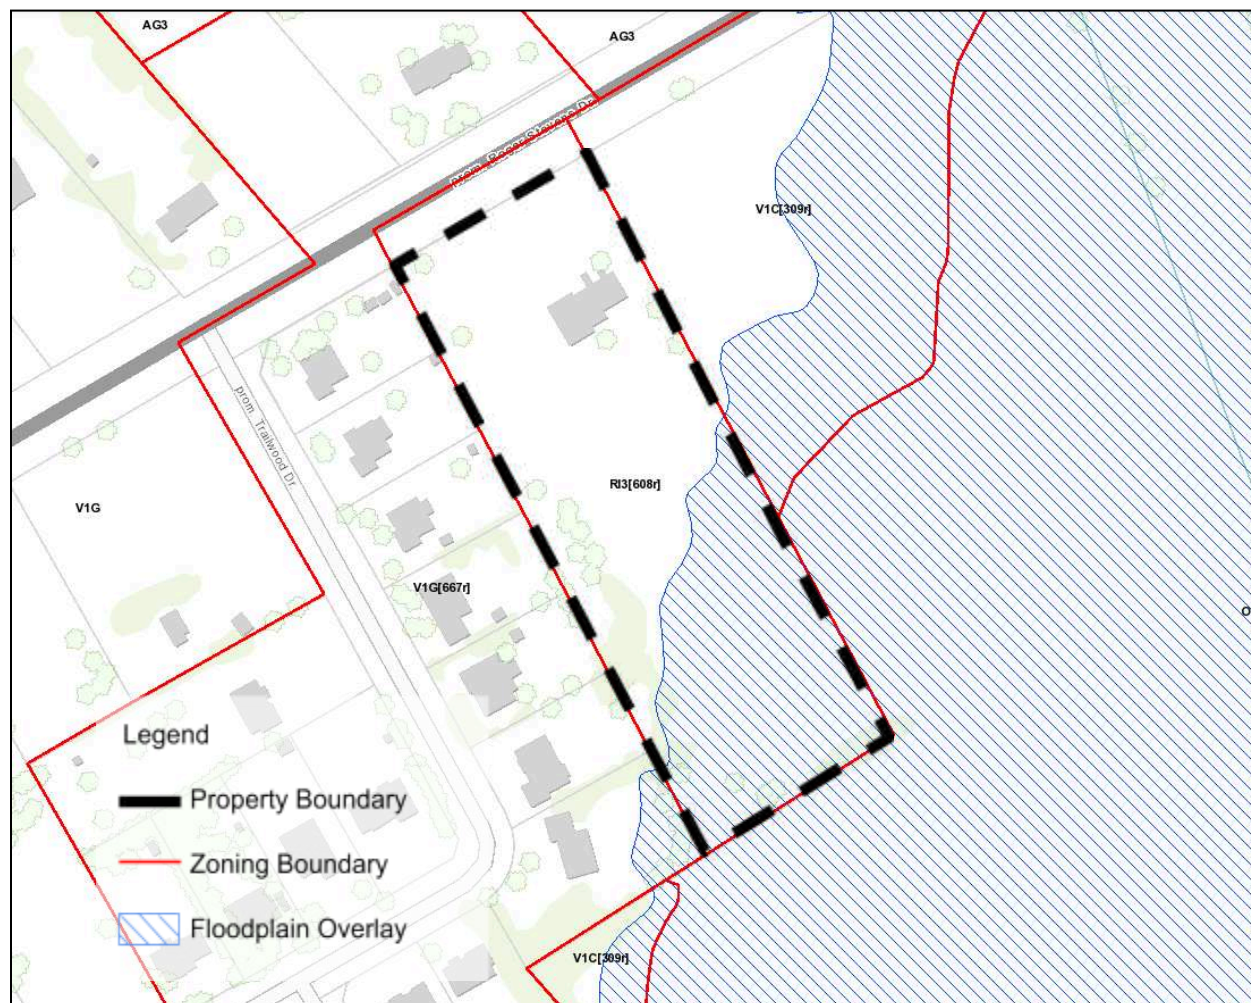 AG3
AG3
prom. Roger Stevens Dr
V1C[309r]
prom. Trailwood Dr
RI3[608r]
V1G
V1G[667r]
O
Legend
Property Boundary
Zoning Boundary
Floodplain Overlay
V1C[309r]